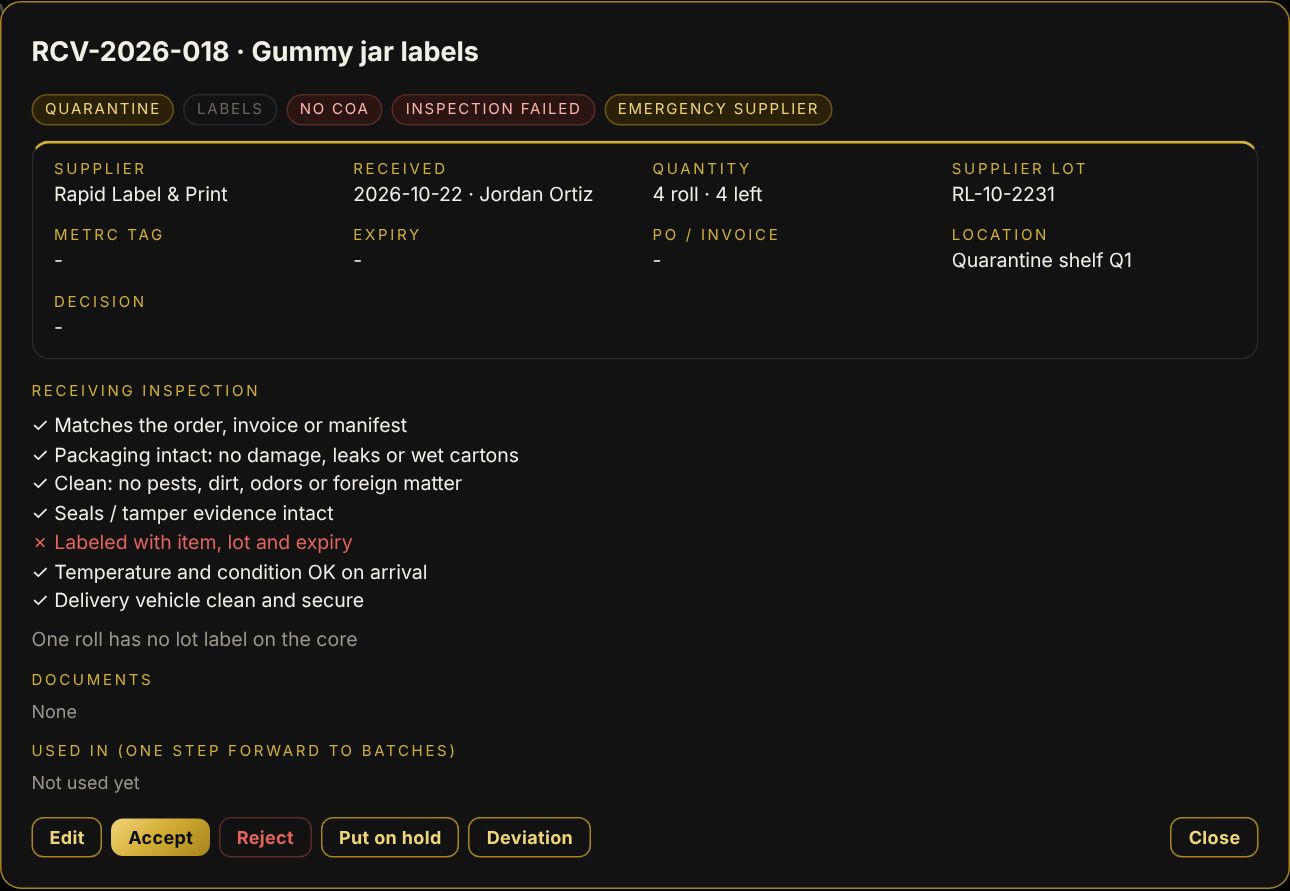 RCV-2026-018 · Gummy jar labels
QUARANTINE LABELS NO COA INSPECTION FAILED EMERGENCY SUPPLIER
SUPPLIER RECEIVED QUANTITY SUPPLIER LOT
Rapid Label & Print 2026-10-22 · Jordan Ortiz 4 roll · 4 left RL-10-2231
METRC TAG EXPIRY PO / INVOICE LOCATION
- - - Quarantine shelf Q1
DECISION
-
RECEIVING INSPECTION
✓ Matches the order, invoice or manifest
✓ Packaging intact: no damage, leaks or wet cartons
✓ Clean: no pests, dirt, odors or foreign matter
✓ Seals / tamper evidence intact
× Labeled with item, lot and expiry
✓ Temperature and condition OK on arrival
✓ Delivery vehicle clean and secure
One roll has no lot label on the core
DOCUMENTS
None
USED IN (ONE STEP FORWARD TO BATCHES)
Not used yet
Edit Accept Reject Put on hold Deviation Close